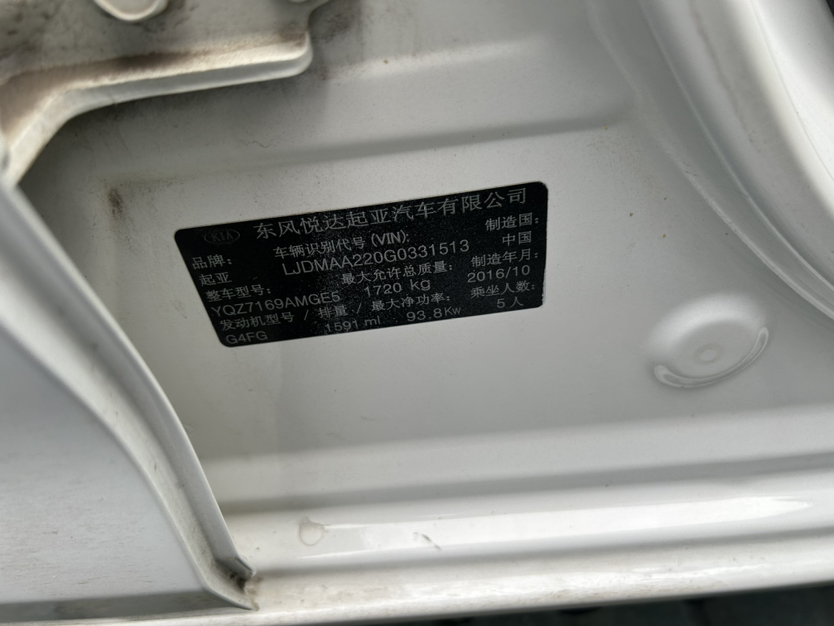 KIA 东风悦达起亚汽车有限公司
品牌: 车辆识别代号(VIN): 制造国:
起亚 LJDMAA220G0331513 中国
整车型号: 最大允许总质量: 制造年月:
YQZ7169AMGE5 1720 kg 2016/10
发动机型号 / 排量 / 最大净功率: 乘坐人数:
G4FG 1591 ml 93.8Kw 5人